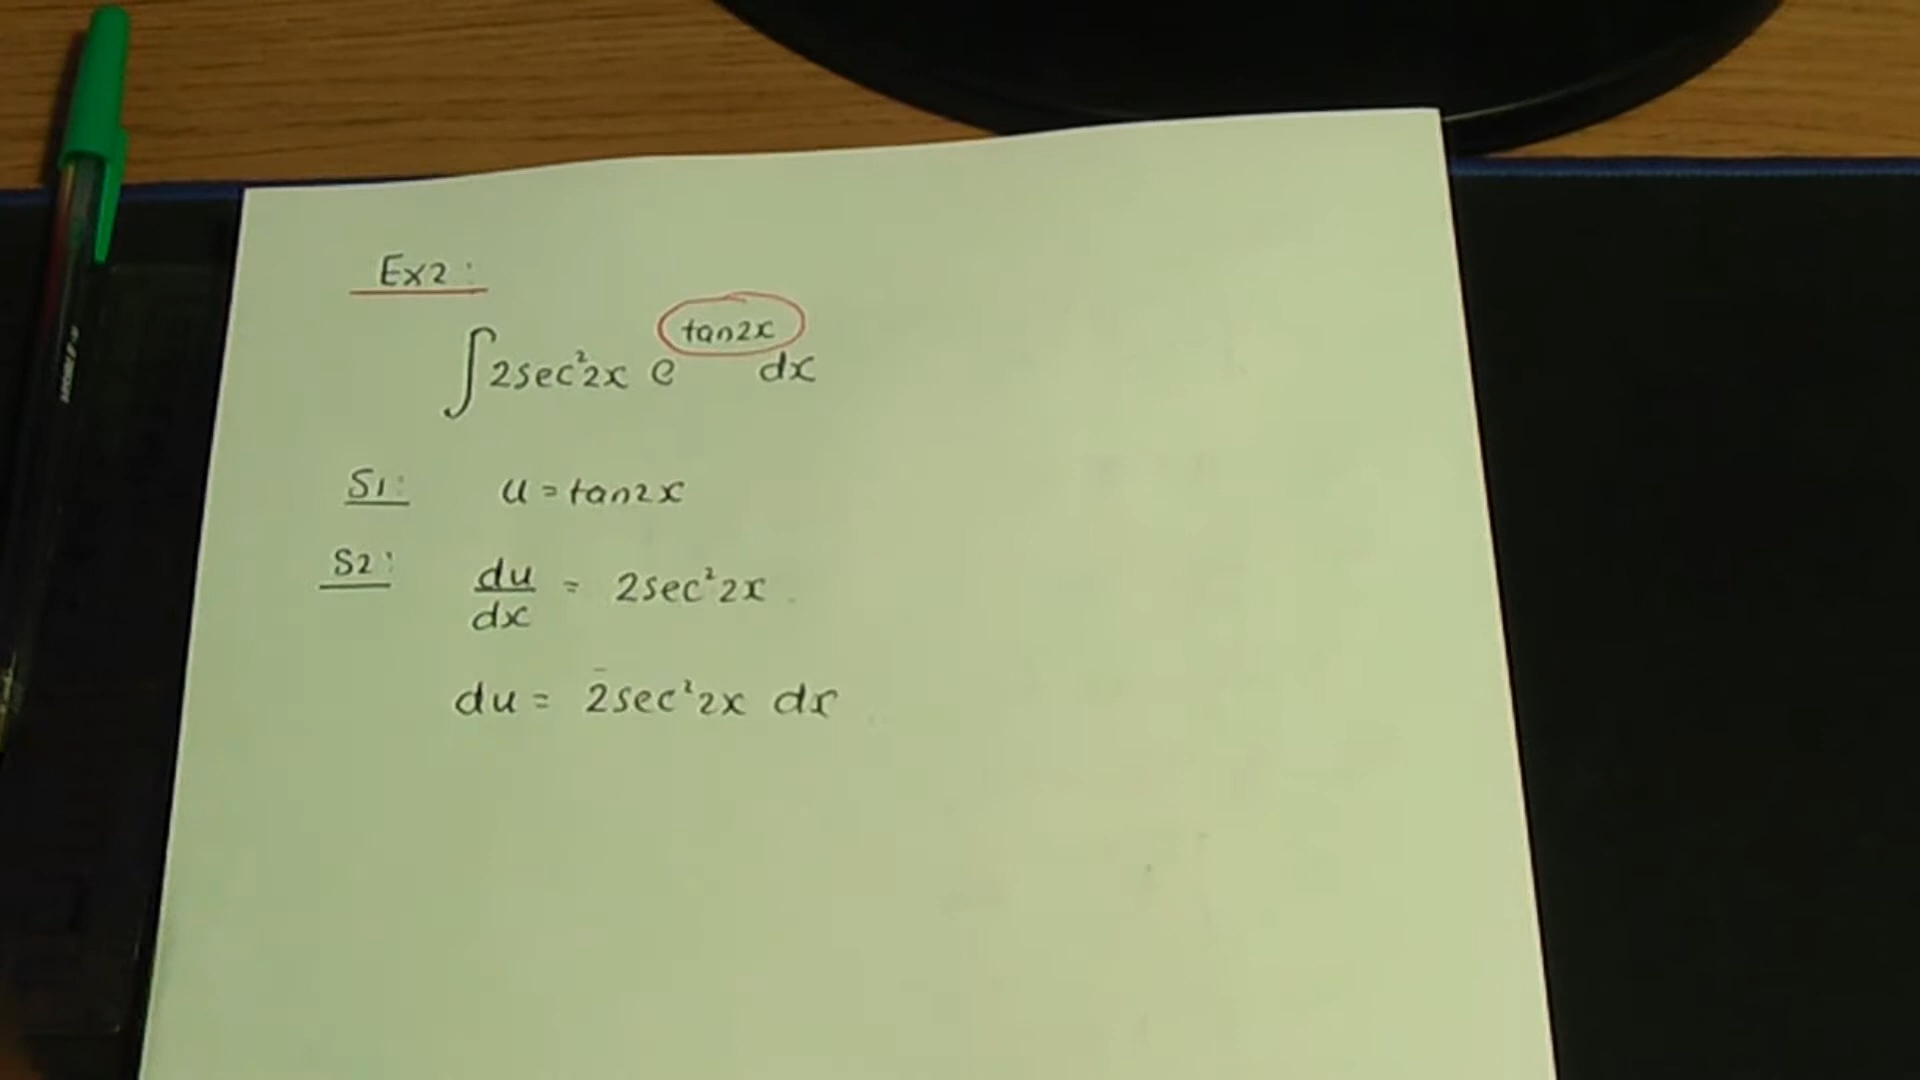 Ex2:
∫2sec²2x e^tan2x dx
S1: u = tan2x
S2: du/dx = 2sec²2x
du = 2sec²2x dx